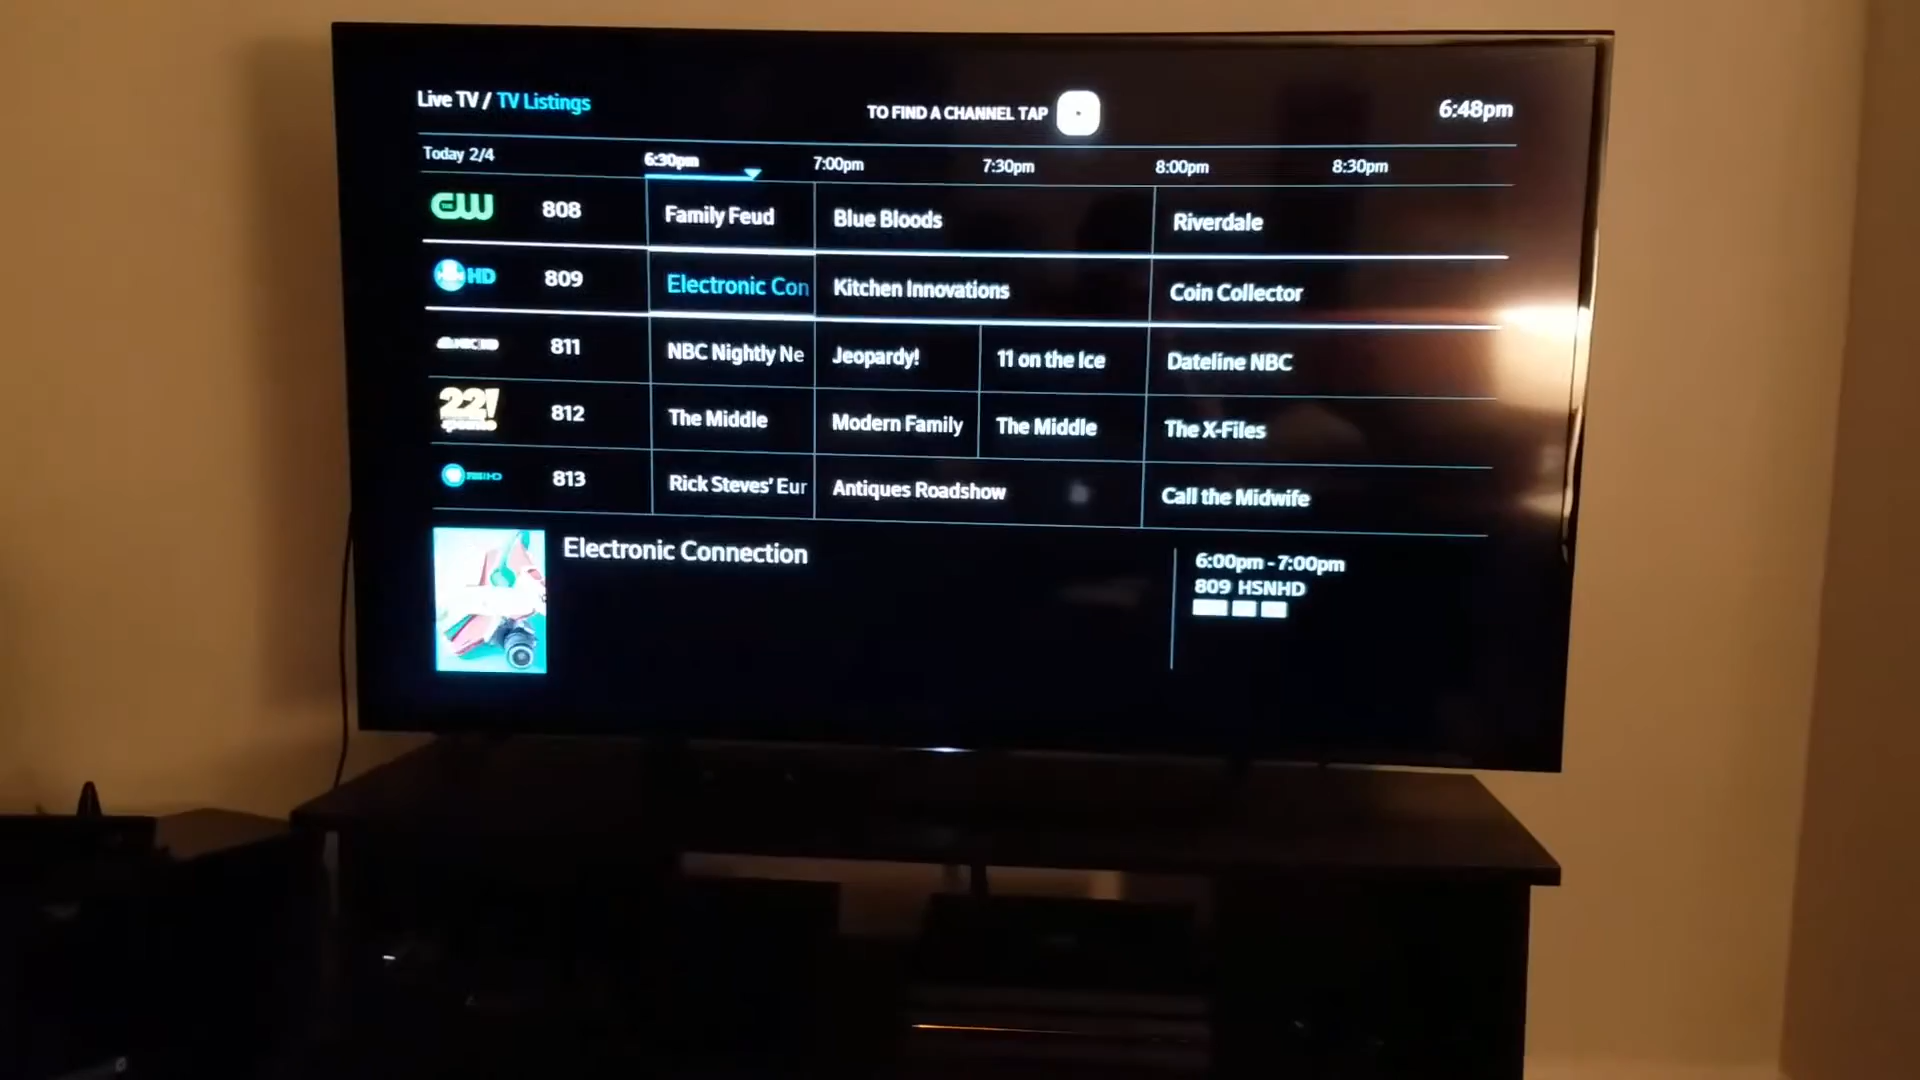 Live TV / TV Listings
TO FIND A CHANNEL TAP
6:48pm
Today 2/4
6:30pm 7:00pm 7:30pm 8:00pm 8:30pm
CW 808 Family Feud Blue Bloods Riverdale
HD 809 Electronic Con Kitchen Innovations Coin Collector
811 NBC Nightly Ne Jeopardy! 11 on the Ice Dateline NBC
22! 812 The Middle Modern Family The Middle The X-Files
813 Rick Steves' Eur Antiques Roadshow Call the Midwife
Electronic Connection
6:00pm - 7:00pm
809 HSNHD